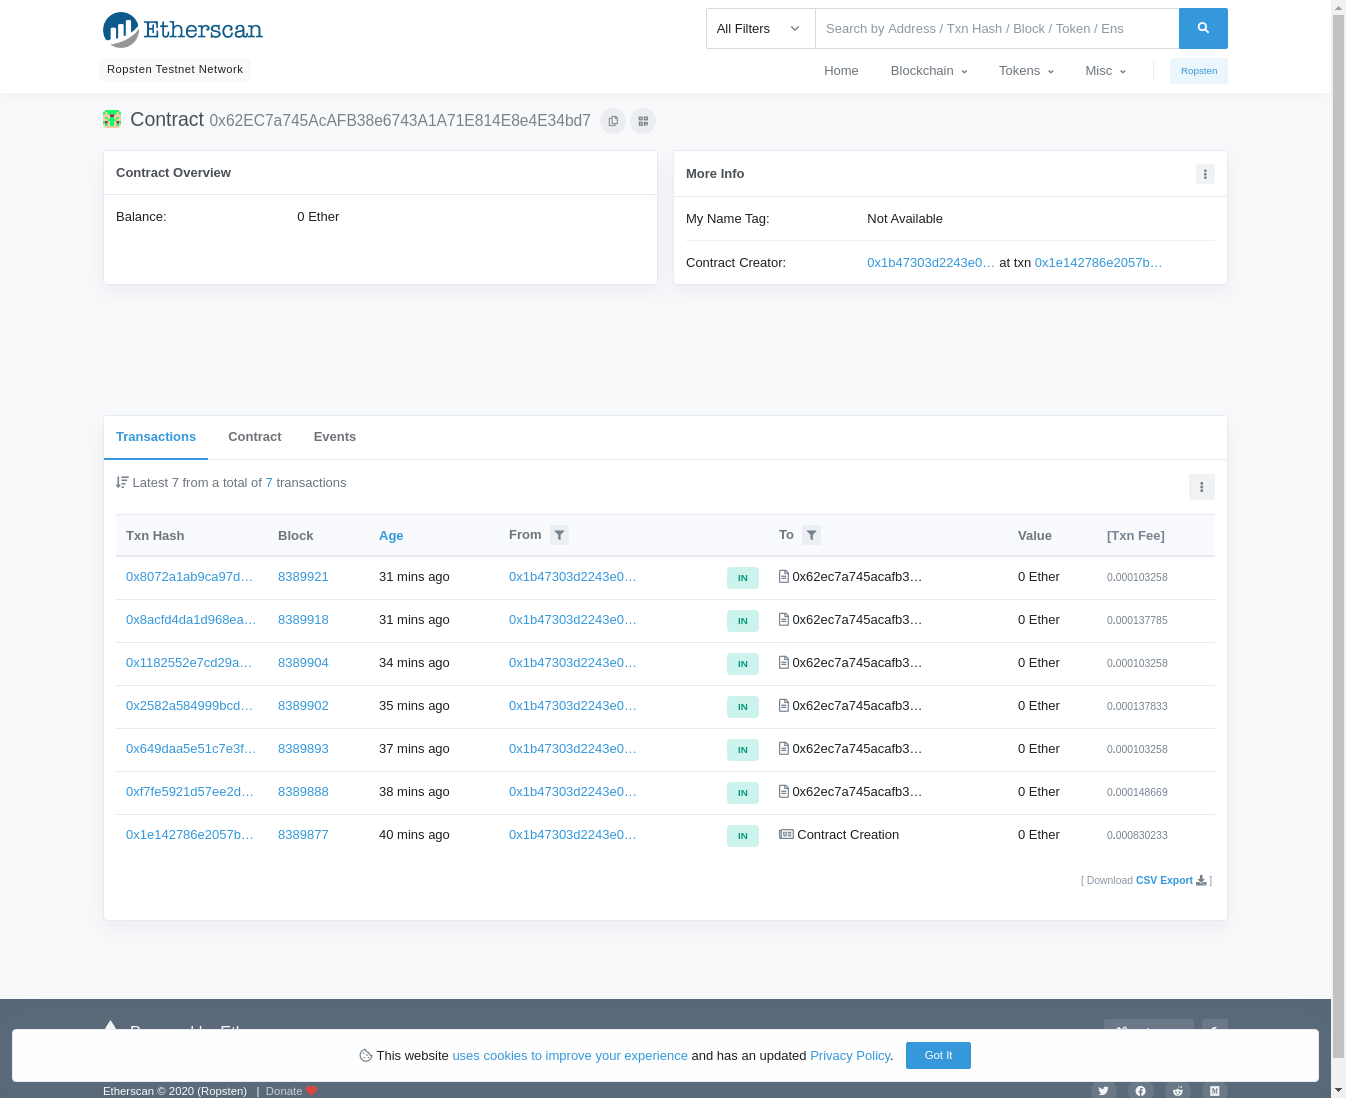 Etherscan
All Filters
Search by Address / Txn Hash / Block / Token / Ens
Ropsten Testnet Network
Home Blockchain Tokens Misc Ropsten
Contract 0x62EC7a745AcAFB38e6743A1A71E814E8e4E34bd7
Contract Overview
Balance: 0 Ether
More Info
My Name Tag: Not Available
Contract Creator: 0x1b47303d2243e0… at txn 0x1e142786e2057b…
Transactions Contract Events
Latest 7 from a total of 7 transactions
Txn Hash Block Age From To Value [Txn Fee]
0x8072a1ab9ca97d… 8389921 31 mins ago 0x1b47303d2243e0… IN 0x62ec7a745acafb3… 0 Ether 0.000103258
0x8acfd4da1d968ea… 8389918 31 mins ago 0x1b47303d2243e0… IN 0x62ec7a745acafb3… 0 Ether 0.000137785
0x1182552e7cd29a… 8389904 34 mins ago 0x1b47303d2243e0… IN 0x62ec7a745acafb3… 0 Ether 0.000103258
0x2582a584999bcd… 8389902 35 mins ago 0x1b47303d2243e0… IN 0x62ec7a745acafb3… 0 Ether 0.000137833
0x649daa5e51c7e3f… 8389893 37 mins ago 0x1b47303d2243e0… IN 0x62ec7a745acafb3… 0 Ether 0.000103258
0xf7fe5921d57ee2d… 8389888 38 mins ago 0x1b47303d2243e0… IN 0x62ec7a745acafb3… 0 Ether 0.000148669
0x1e142786e2057b… 8389877 40 mins ago 0x1b47303d2243e0… IN Contract Creation 0 Ether 0.000830233
[ Download CSV Export ]
This website uses cookies to improve your experience and has an updated Privacy Policy. Got It
Etherscan © 2020 (Ropsten) | Donate